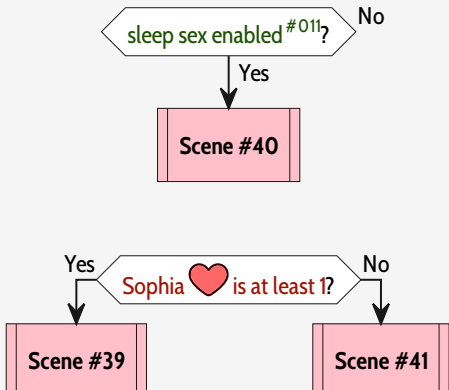 No
sleep sex enabled #011?
Yes
Scene #40
Yes
No
Sophia is at least 1?
Scene #39
Scene #41